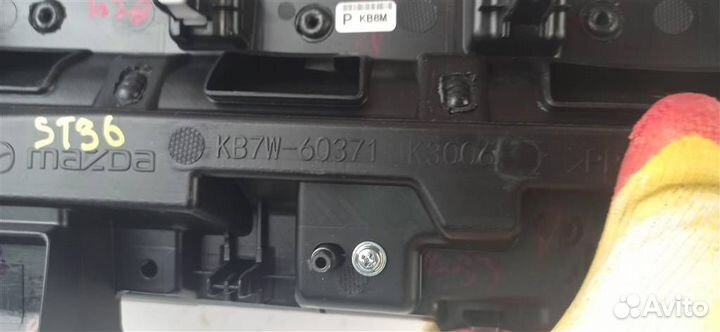 P KB8M
ST36
mazda KB7W-60371 K3006
Avito